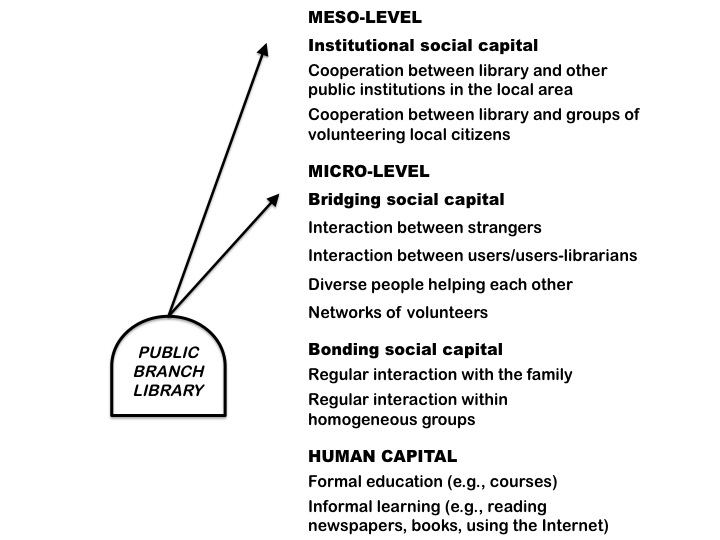 MESO-LEVEL
Institutional social capital
Cooperation between library and other
public institutions in the local area
Cooperation between library and groups of
volunteering local citizens
MICRO-LEVEL
Bridging social capital
Interaction between strangers
Interaction between users/users-librarians
Diverse people helping each other
Networks of volunteers
PUBLIC
BRANCH
LIBRARY
Bonding social capital
Regular interaction with the family
Regular interaction within
homogeneous groups
HUMAN CAPITAL
Formal education (e.g., courses)
Informal learning (e.g., reading
newspapers, books, using the Internet)